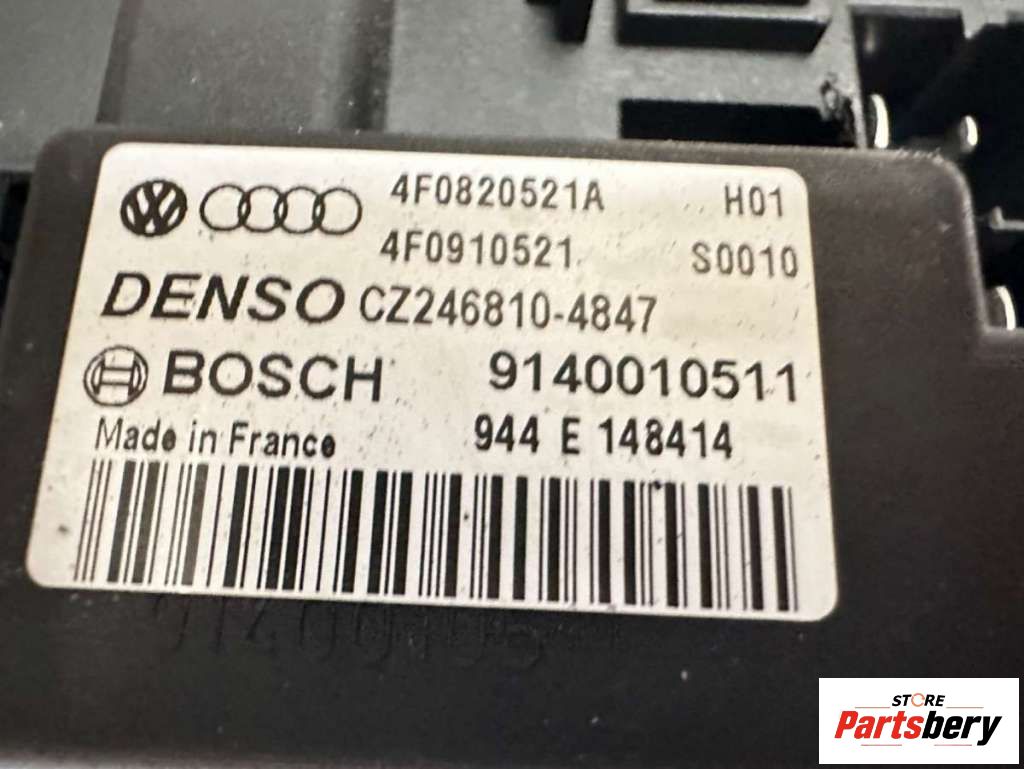 4F0820521A H01
4F0910521 S0010
DENSO CZ246810-4847
BOSCH 9140010511
Made in France 944 E 148414
STORE
Partsbery